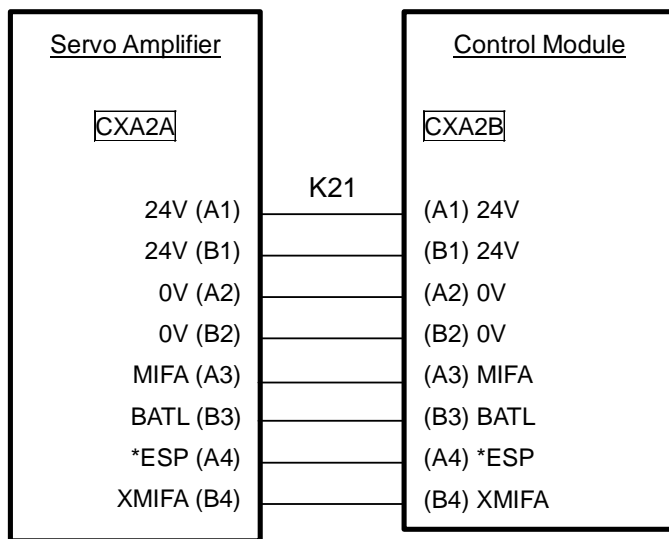 Servo Amplifier
Control Module
CXA2A
CXA2B
K21
24V (A1)
(A1) 24V
24V (B1)
(B1) 24V
0V (A2)
(A2) 0V
0V (B2)
(B2) 0V
MIFA (A3)
(A3) MIFA
BATL (B3)
(B3) BATL
*ESP (A4)
(A4) *ESP
XMIFA (B4)
(B4) XMIFA